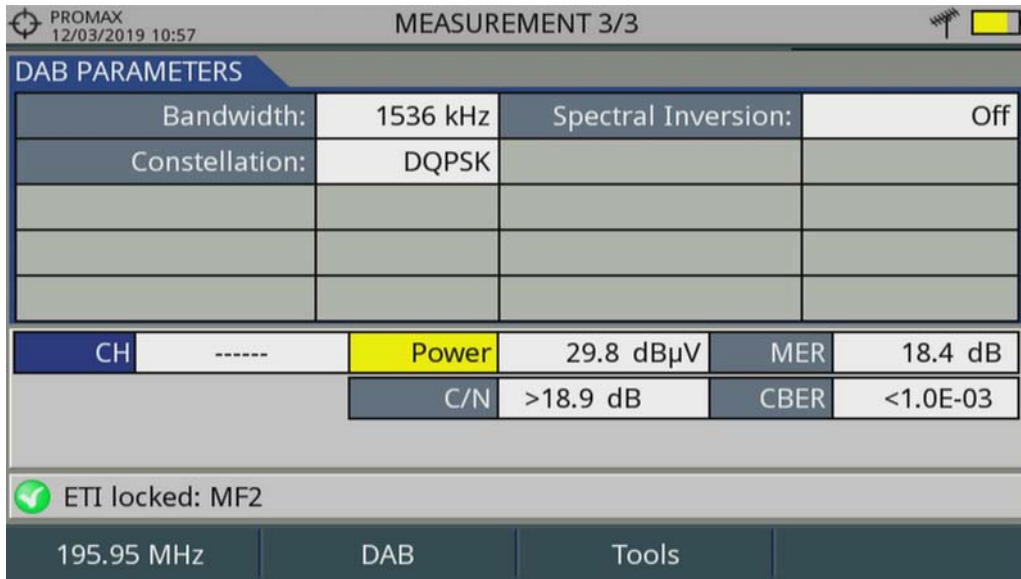 PROMAX
12/03/2019 10:57
MEASUREMENT 3/3
DAB PARAMETERS
Bandwidth: 1536 kHz Spectral Inversion: Off
Constellation: DQPSK
CH ------ Power 29.8 dBµV MER 18.4 dB
C/N >18.9 dB CBER <1.0E-03
ETI locked: MF2
195.95 MHz DAB Tools